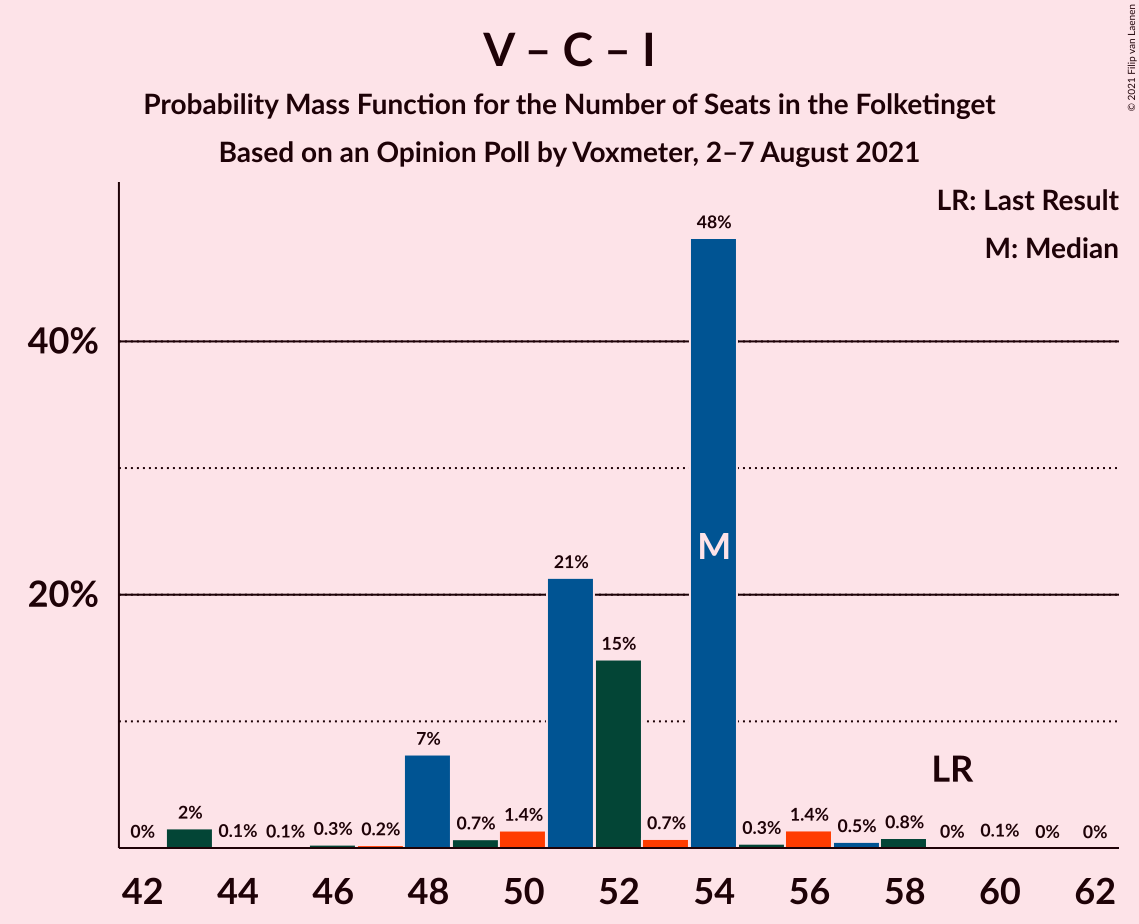 V – C – I
Probability Mass Function for the Number of Seats in the Folketinget
Based on an Opinion Poll by Voxmeter, 2–7 August 2021
© 2021 Filip van Laenen
LR: Last Result
M: Median
48%
40%
M
21%
20%
15%
7%
LR
0%
2%
0.1%
0.1%
0.3%
0.2%
0.7%
1.4%
0.7%
0.3%
1.4%
0.5%
0.8%
0%
0.1%
0%
0%
42 44 46 48 50 52 54 56 58 60 62